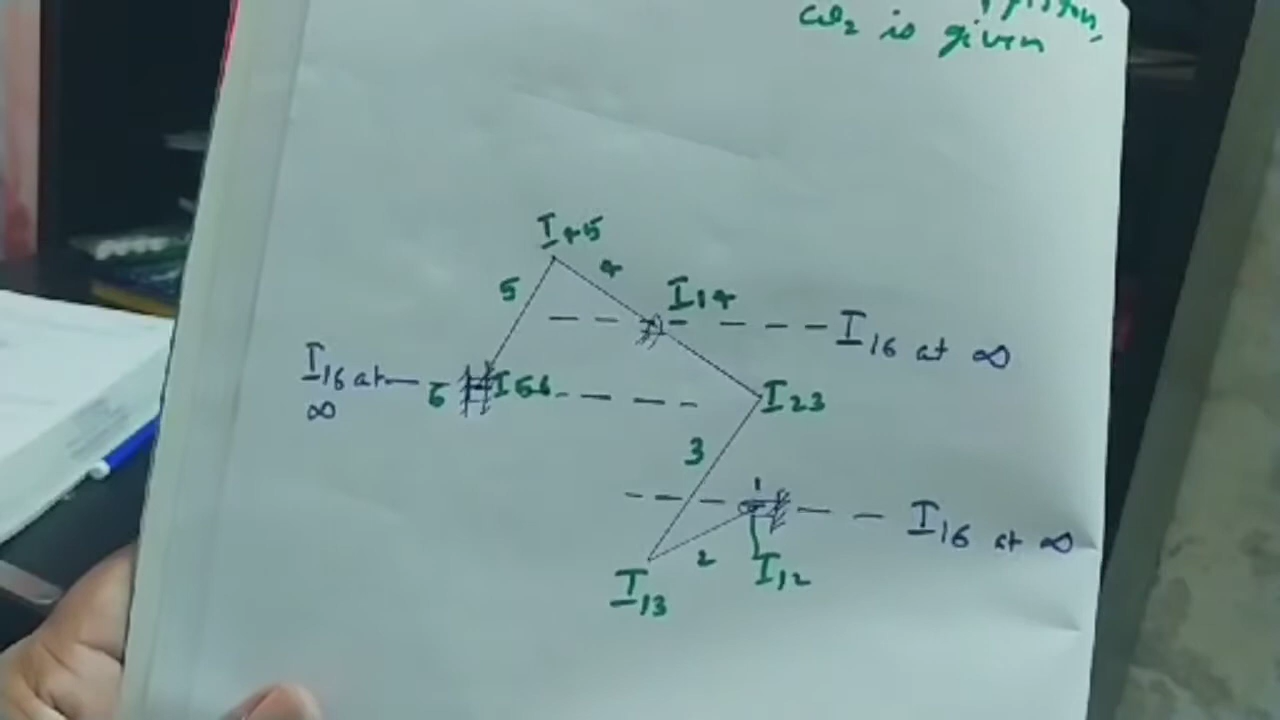 ω₂ is given
I₄₅
4
5
I₁₄
I₁₆ at ∞
I₁₆ at
∞
6
I₅₆
I₂₃
3
1
I₁₆ at ∞
2
I₁₂
I₁₃